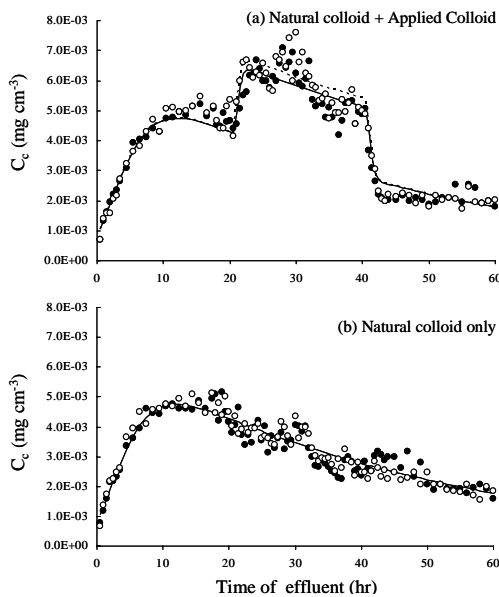 (a) Natural colloid + Applied Colloid
8.0E-03
7.0E-03
6.0E-03
5.0E-03
4.0E-03
3.0E-03
2.0E-03
1.0E-03
0.0E+00
C_c (mg cm⁻³)
0 10 20 30 40 50 60
(b) Natural colloid only
8.0E-03
7.0E-03
6.0E-03
5.0E-03
4.0E-03
3.0E-03
2.0E-03
1.0E-03
0.0E+00
C_c (mg cm⁻³)
0 10 20 30 40 50 60
Time of effluent (hr)